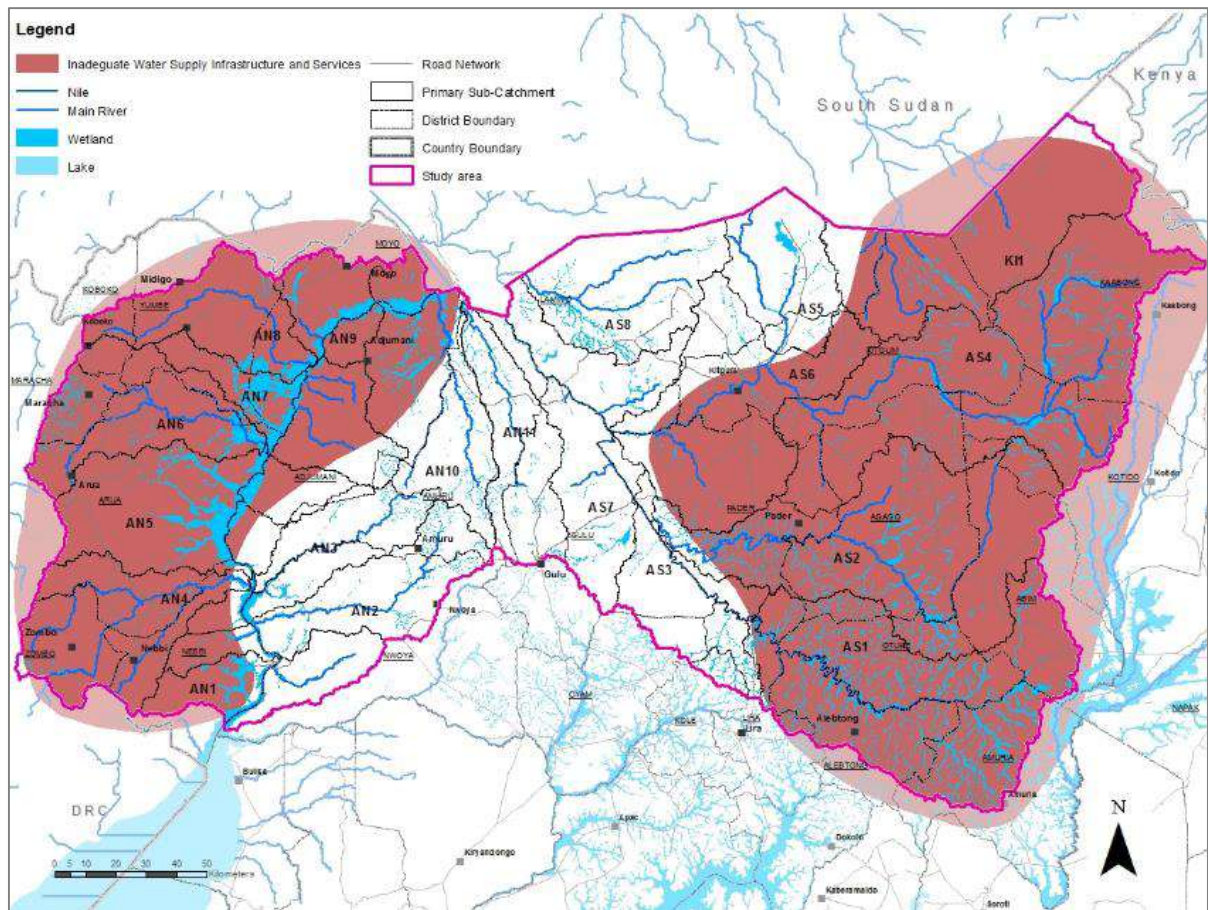 Legend
Inadeguate Water Supply Infrastructure and Services
Nile
Main River
Wetland
Lake
Road Network
Primary Sub-Catchment
District Boundary
Country Boundary
Study area
Kenya
South Sudan
MOYO
Moyo
Midigo
KOBOKO
YUMBE
Koboko
KI1
KAABONG
Kaabong
LAMWO
AS8
AS5
AN8
AN9
Adjumani
KITGUM
AS4
AS6
Kitgum
MARACHA
Maracha
AN7
AN6
AN11
Arua
ARUA
ADJUMANI
AN10
AMURU
KOTIDO
Kotido
AN5
PADER
Pader
AGAGO
AS7
GULU
AN3
Amuru
AS2
Gulu
AS3
AN4
AN2
Nwoya
ABIM
Zombo
ZOMBO
Nebbi
NEBBI
NWOYA
AS1
OTUKE
AN1
OYAM
KOLE
LIRA
Lira
Alebtong
NAPAK
ALEBTONG
AMURIA
Amuria
Buliisa
DRC
Apac
Dokolo
Kiryandongo
Kaberamaido
Soroti
N
0 5 10 20 30 40 50
Kilometers